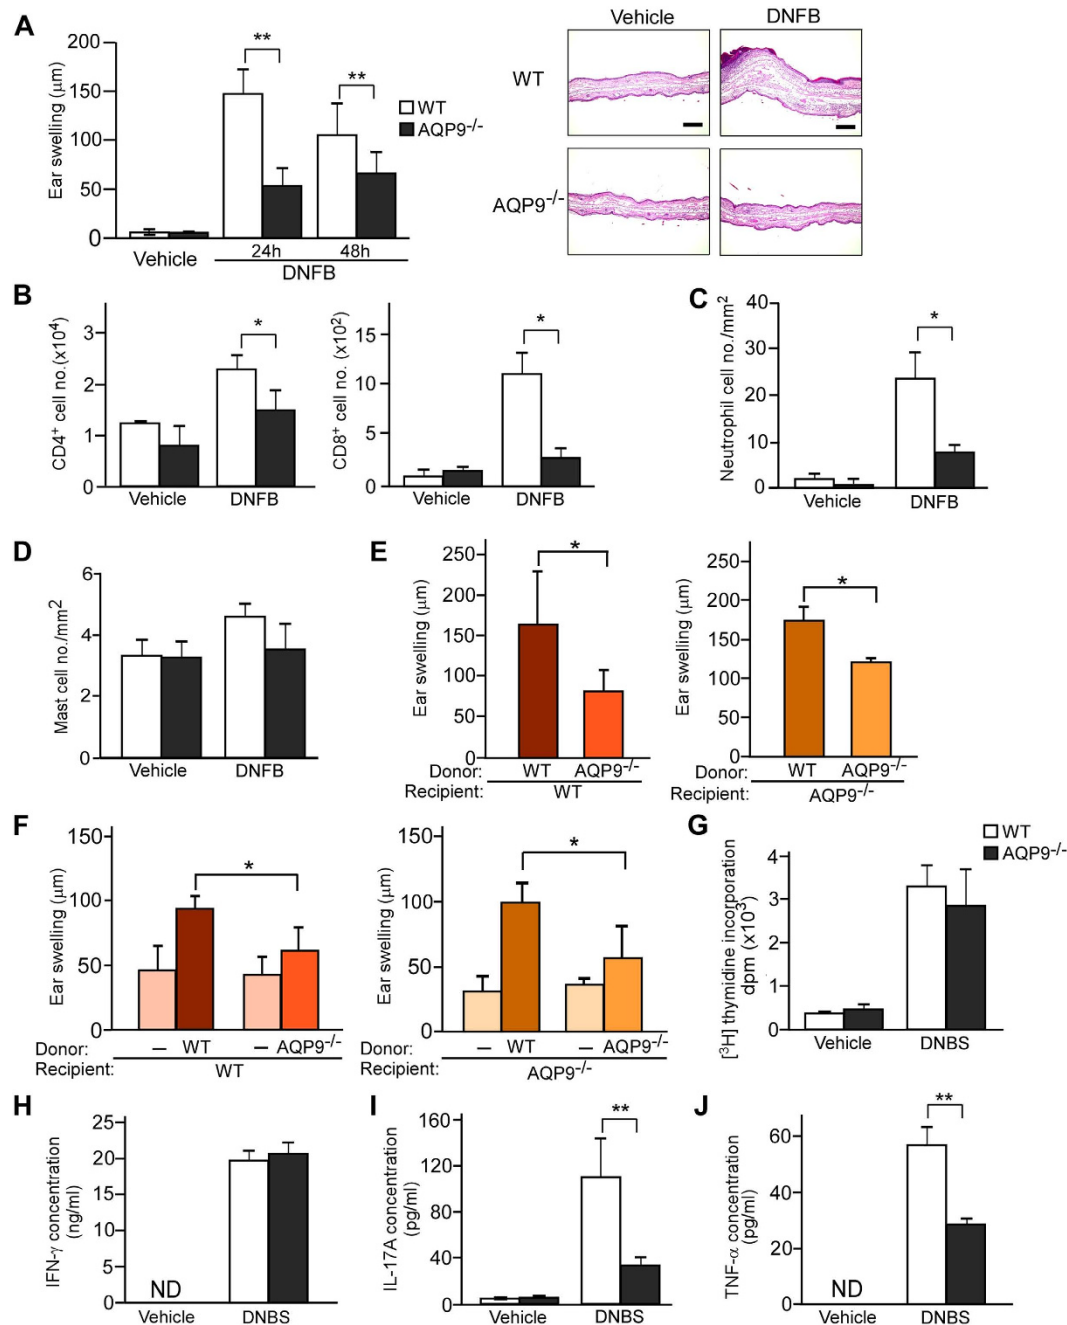 A
Ear swelling (μm)
200
150
100
50
0
**
**
WT
AQP9-/-
Vehicle
24h
48h
DNFB
Vehicle
DNFB
WT
AQP9-/-
B
CD4+ cell no.(x10⁴)
3
2
1
0
*
Vehicle
DNFB
CD8+ cell no. (x10²)
15
10
5
0
*
Vehicle
DNFB
C
Neutrophil cell no./mm²
40
30
20
10
0
*
Vehicle
DNFB
D
Mast cell no./mm²
6
4
2
0
Vehicle
DNFB
E
Ear swelling (μm)
250
200
150
100
50
0
*
Donor: WT AQP9-/-
Recipient: WT
Ear swelling (μm)
250
200
150
100
50
0
*
Donor: WT AQP9-/-
Recipient: AQP9-/-
F
Ear swelling (μm)
150
100
50
0
*
Donor: – WT – AQP9-/-
Recipient: WT
Ear swelling (μm)
150
100
50
0
*
Donor: – WT – AQP9-/-
Recipient: AQP9-/-
G
WT
AQP9-/-
[³H] thymidine incorporation
dpm (x10³)
4
3
2
1
0
Vehicle
DNBS
H
IFN-γ concentration
(ng/ml)
25
20
15
10
5
0
ND
Vehicle
DNBS
I
IL-17A concentration
(pg/ml)
160
120
80
40
0
**
Vehicle
DNBS
J
TNF-α concentration
(pg/ml)
60
40
20
0
**
ND
Vehicle
DNBS